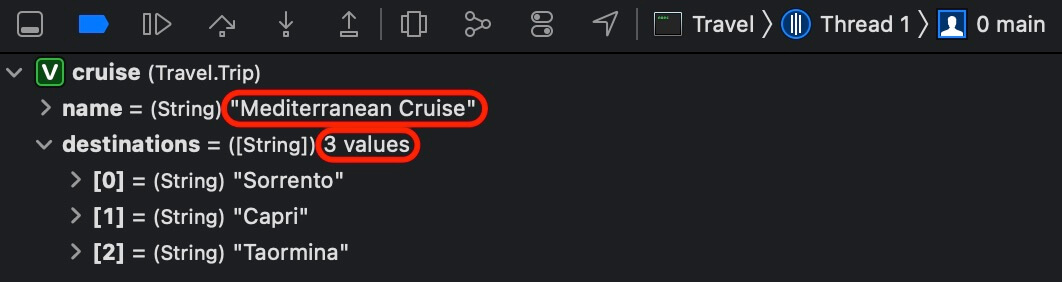 Travel Thread 1 0 main
V cruise (Travel.Trip)
name = (String) "Mediterranean Cruise"
destinations = ([String]) 3 values
[0] = (String) "Sorrento"
[1] = (String) "Capri"
[2] = (String) "Taormina"